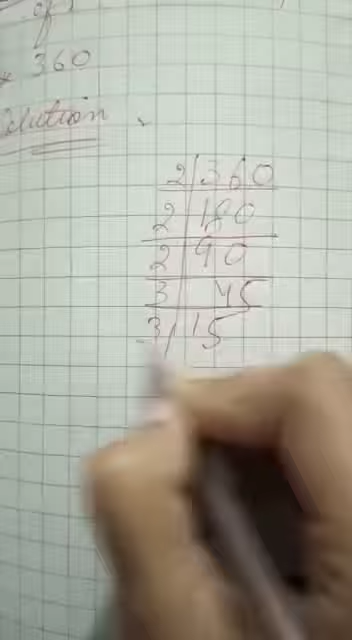 of
* 360
Solution
2 | 360
2 | 180
2 | 90
3 | 45
3 | 15